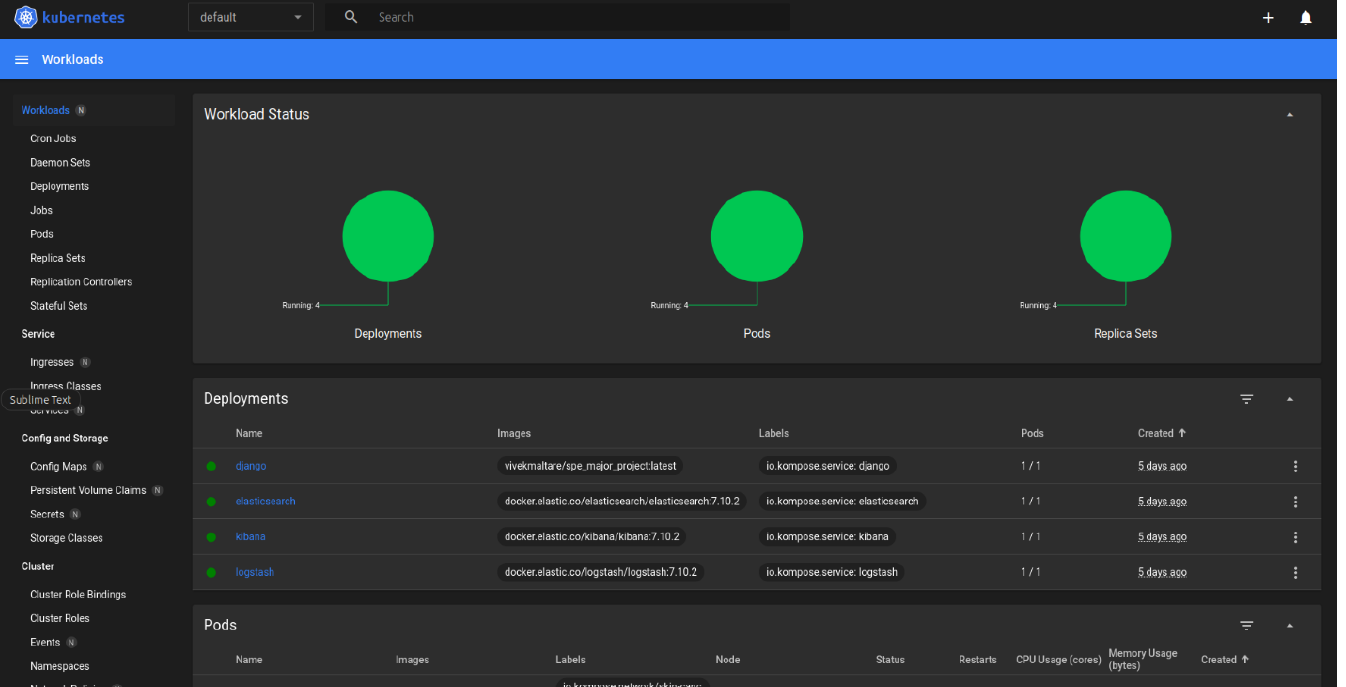 kubernetes
default
Search
Workloads
Workloads N
Cron Jobs
Daemon Sets
Deployments
Jobs
Pods
Replica Sets
Replication Controllers
Stateful Sets
Service
Ingresses N
Ingress Classes
Sublime Text
Services N
Config and Storage
Config Maps N
Persistent Volume Claims N
Secrets N
Storage Classes
Cluster
Cluster Role Bindings
Cluster Roles
Events N
Namespaces
Workload Status
Running: 4
Deployments
Running: 4
Pods
Running: 4
Replica Sets
Deployments
Name Images Labels Pods Created
django vivekmaltare/spe_major_project:latest io.kompose.service: django 1 / 1 5 days ago
elasticsearch docker.elastic.co/elasticsearch/elasticsearch:7.10.2 io.kompose.service: elasticsearch 1 / 1 5 days ago
kibana docker.elastic.co/kibana/kibana:7.10.2 io.kompose.service: kibana 1 / 1 5 days ago
logstash docker.elastic.co/logstash/logstash:7.10.2 io.kompose.service: logstash 1 / 1 5 days ago
Pods
Name Images Labels Node Status Restarts CPU Usage (cores) Memory Usage (bytes) Created